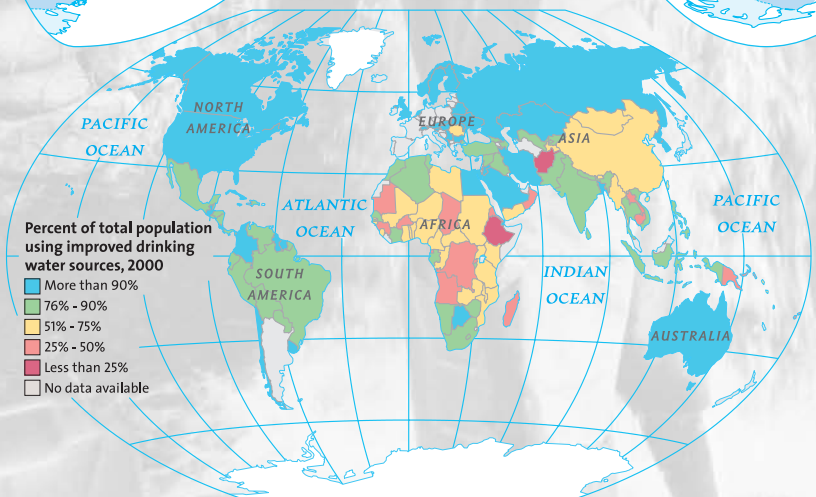 NORTH
AMERICA
PACIFIC
OCEAN
EUROPE
ASIA
ATLANTIC
OCEAN
AFRICA
PACIFIC
OCEAN
SOUTH
AMERICA
INDIAN
OCEAN
AUSTRALIA
Percent of total population
using improved drinking
water sources, 2000
More than 90%
76% - 90%
51% - 75%
25% - 50%
Less than 25%
No data available